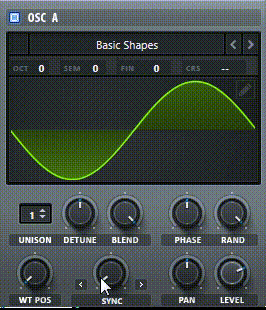 OSC A
Basic Shapes
OCT 0 SEM 0 FIN 0 CRS --
1
UNISON DETUNE BLEND PHASE RAND
WT POS SYNC PAN LEVEL